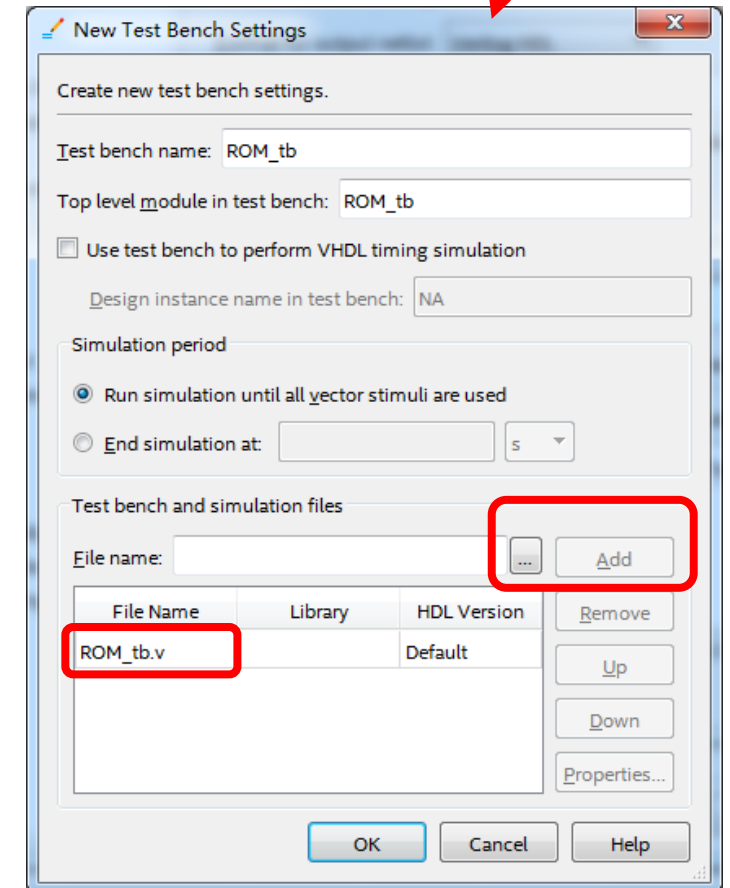 New Test Bench Settings
Create new test bench settings.
Test bench name: ROM_tb
Top level module in test bench: ROM_tb
Use test bench to perform VHDL timing simulation
Design instance name in test bench: NA
Simulation period
Run simulation until all vector stimuli are used
End simulation at: s
Test bench and simulation files
File name: ... Add
File Name Library HDL Version Remove
ROM_tb.v Default
Up
Down
Properties...
OK Cancel Help